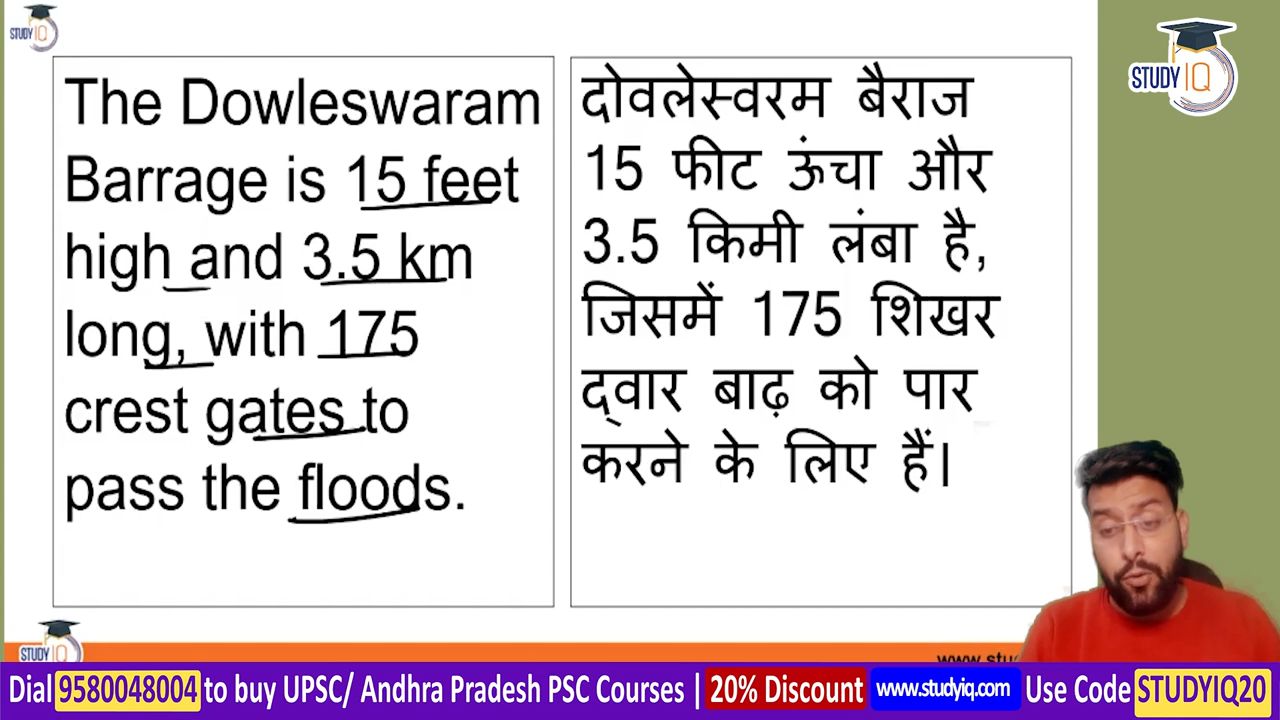 STUDY IQ
The Dowleswaram
Barrage is 15 feet
high and 3.5 km
long, with 175
crest gates to
pass the floods.
दोवलेस्वरम बैराज
15 फीट ऊंचा और
3.5 किमी लंबा है,
जिसमें 175 शिखर
द्वार बाढ़ को पार
करने के लिए हैं।
STUDY IQ
STUDY IQ
Dial 9580048004 to buy UPSC/ Andhra Pradesh PSC Courses | 20% Discount www.studyiq.com Use Code STUDYIQ20